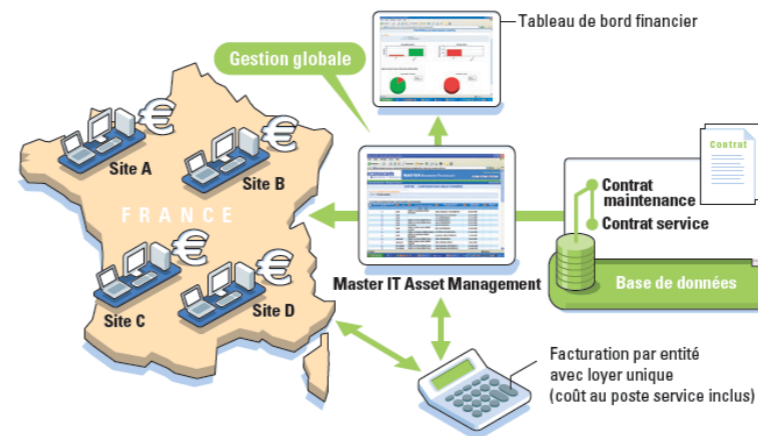 Tableau de bord financier
Gestion globale
Contrat
Site A
Site B
Contrat
maintenance
Contrat service
FRANCE
Master IT Asset Management
Base de données
Site C
Site D
Facturation par entité
avec loyer unique
(coût au poste service inclus)